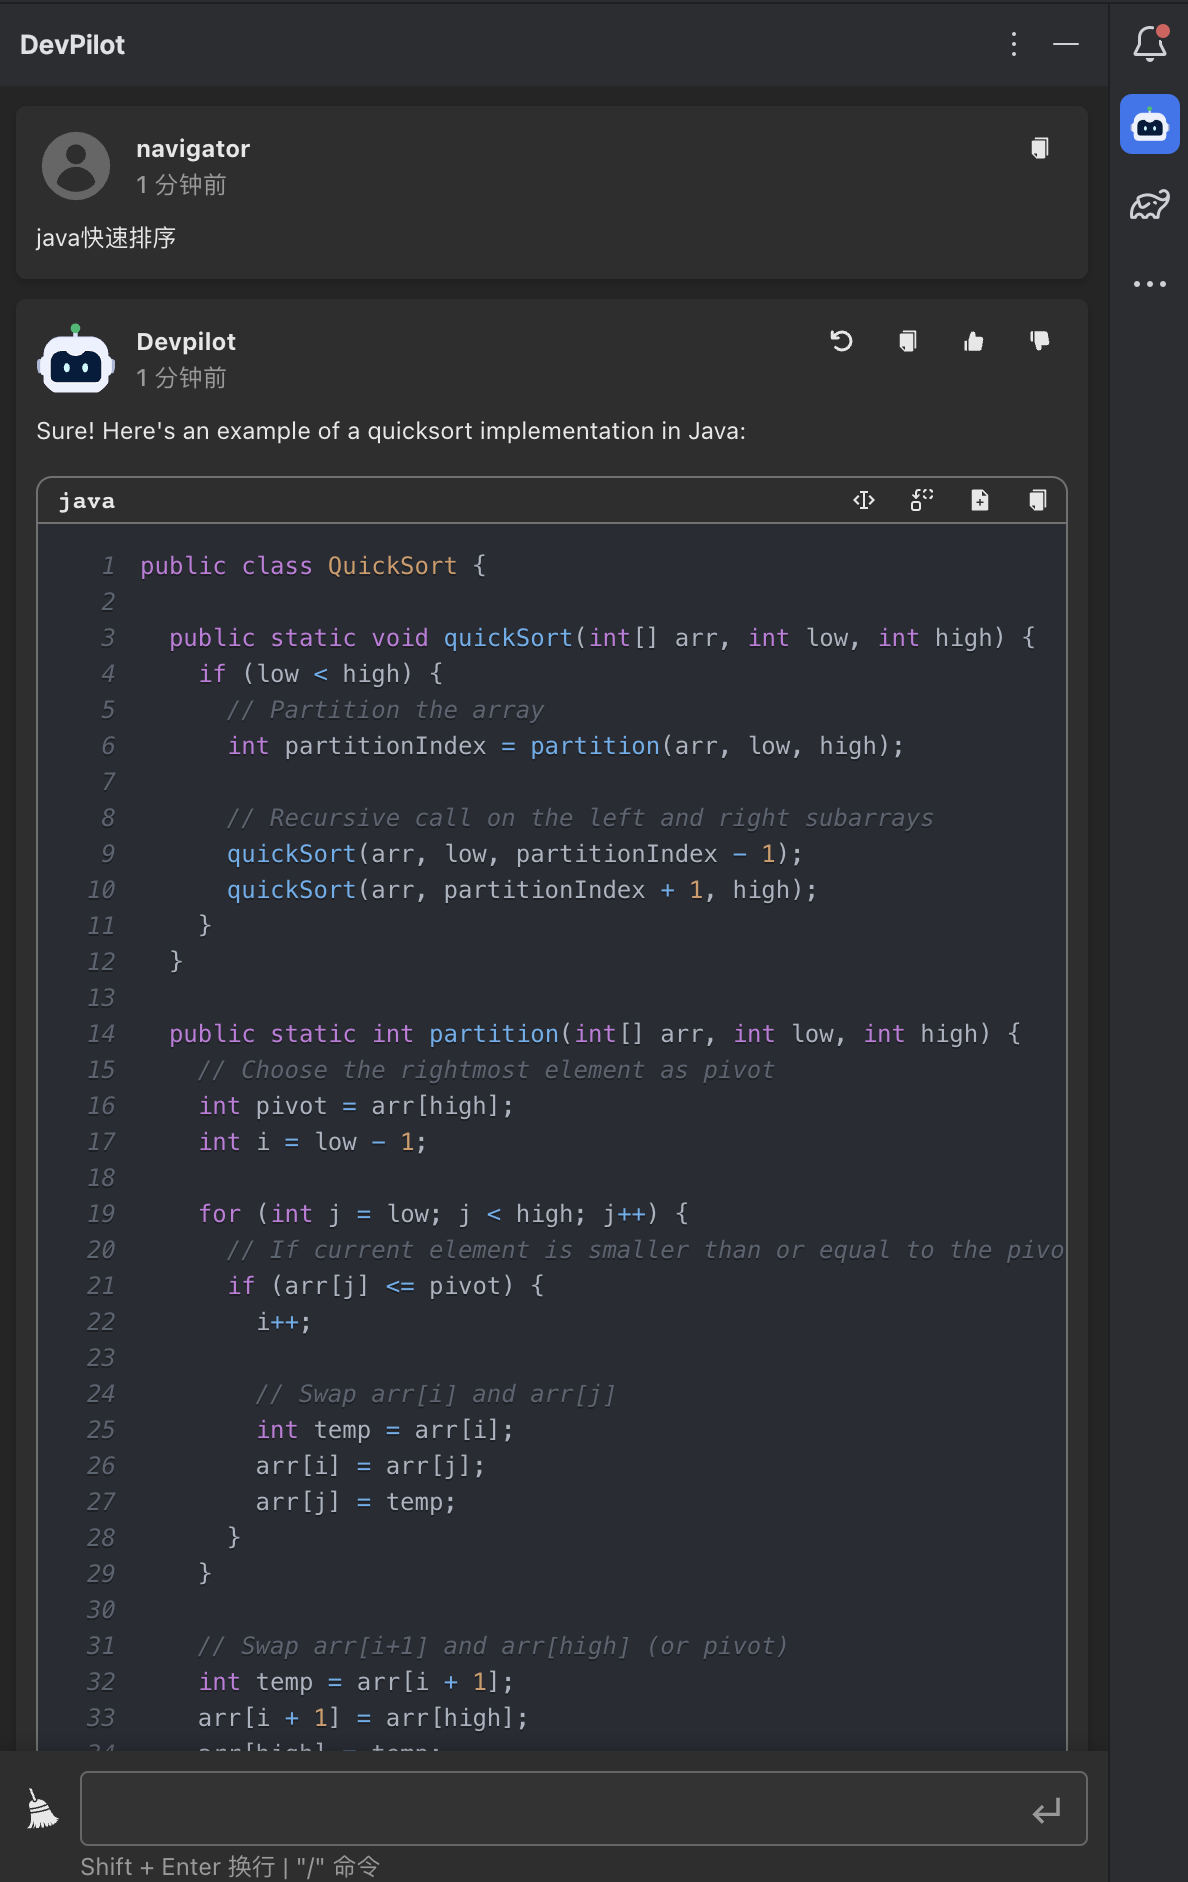 DevPilot
navigator
1 分钟前
java快速排序
Devpilot
1 分钟前
Sure! Here's an example of a quicksort implementation in Java:
java
1 public class QuickSort {
2
3   public static void quickSort(int[] arr, int low, int high) {
4     if (low < high) {
5       // Partition the array
6       int partitionIndex = partition(arr, low, high);
7
8       // Recursive call on the left and right subarrays
9       quickSort(arr, low, partitionIndex - 1);
10       quickSort(arr, partitionIndex + 1, high);
11     }
12   }
13
14   public static int partition(int[] arr, int low, int high) {
15     // Choose the rightmost element as pivot
16     int pivot = arr[high];
17     int i = low - 1;
18
19     for (int j = low; j < high; j++) {
20       // If current element is smaller than or equal to the pivo
21       if (arr[j] <= pivot) {
22         i++;
23
24         // Swap arr[i] and arr[j]
25         int temp = arr[i];
26         arr[i] = arr[j];
27         arr[j] = temp;
28       }
29     }
30
31     // Swap arr[i+1] and arr[high] (or pivot)
32     int temp = arr[i + 1];
33     arr[i + 1] = arr[high];
34     arr[high] = temp;
Shift + Enter 换行 | "/" 命令